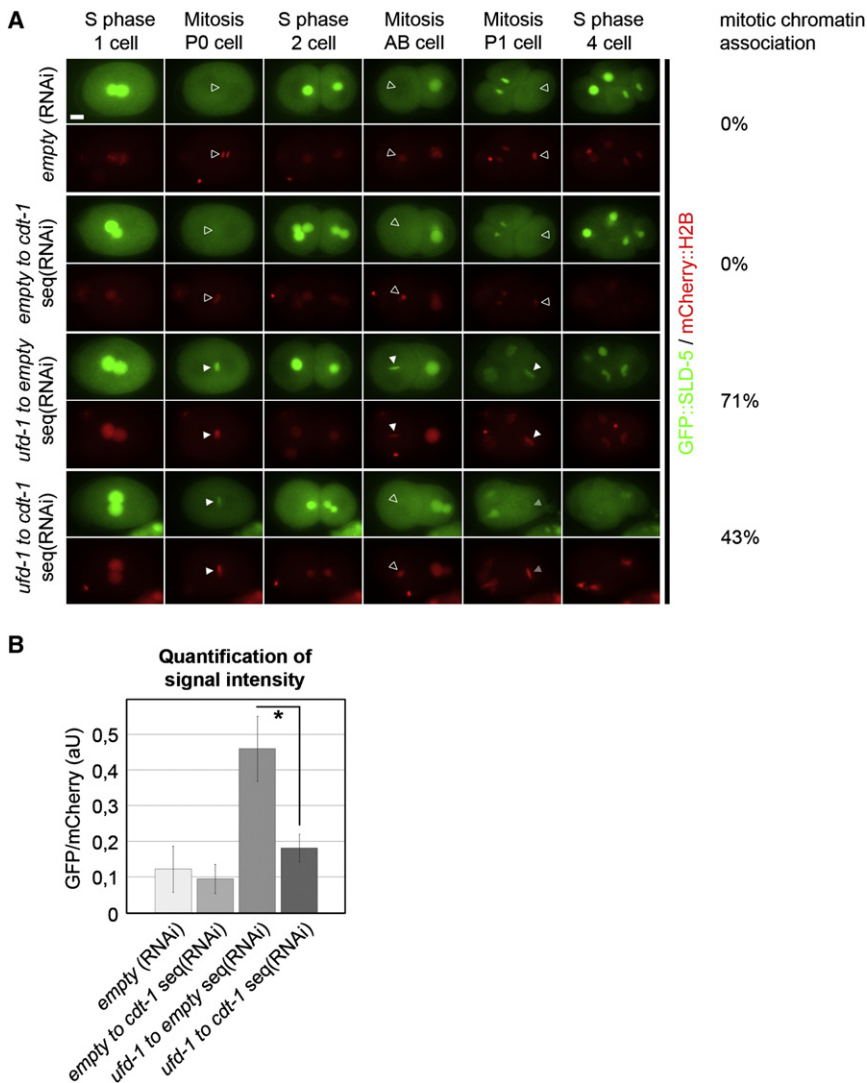 A
S phase
1 cell
Mitosis
P0 cell
S phase
2 cell
Mitosis
AB cell
Mitosis
P1 cell
S phase
4 cell
mitotic chromatin
association
empty (RNAi)
0%
empty to cdt-1
seq(RNAi)
0%
ufd-1 to empty
seq(RNAi)
71%
ufd-1 to cdt-1
seq(RNAi)
43%
GFP::SLD-5 / mCherry::H2B
B
Quantification of
signal intensity
GFP/mCherry (aU)
0,5
0,4
0,3
0,2
0,1
0
*
empty (RNAi)
empty to cdt-1 seq(RNAi)
ufd-1 to empty seq(RNAi)
ufd-1 to cdt-1 seq(RNAi)